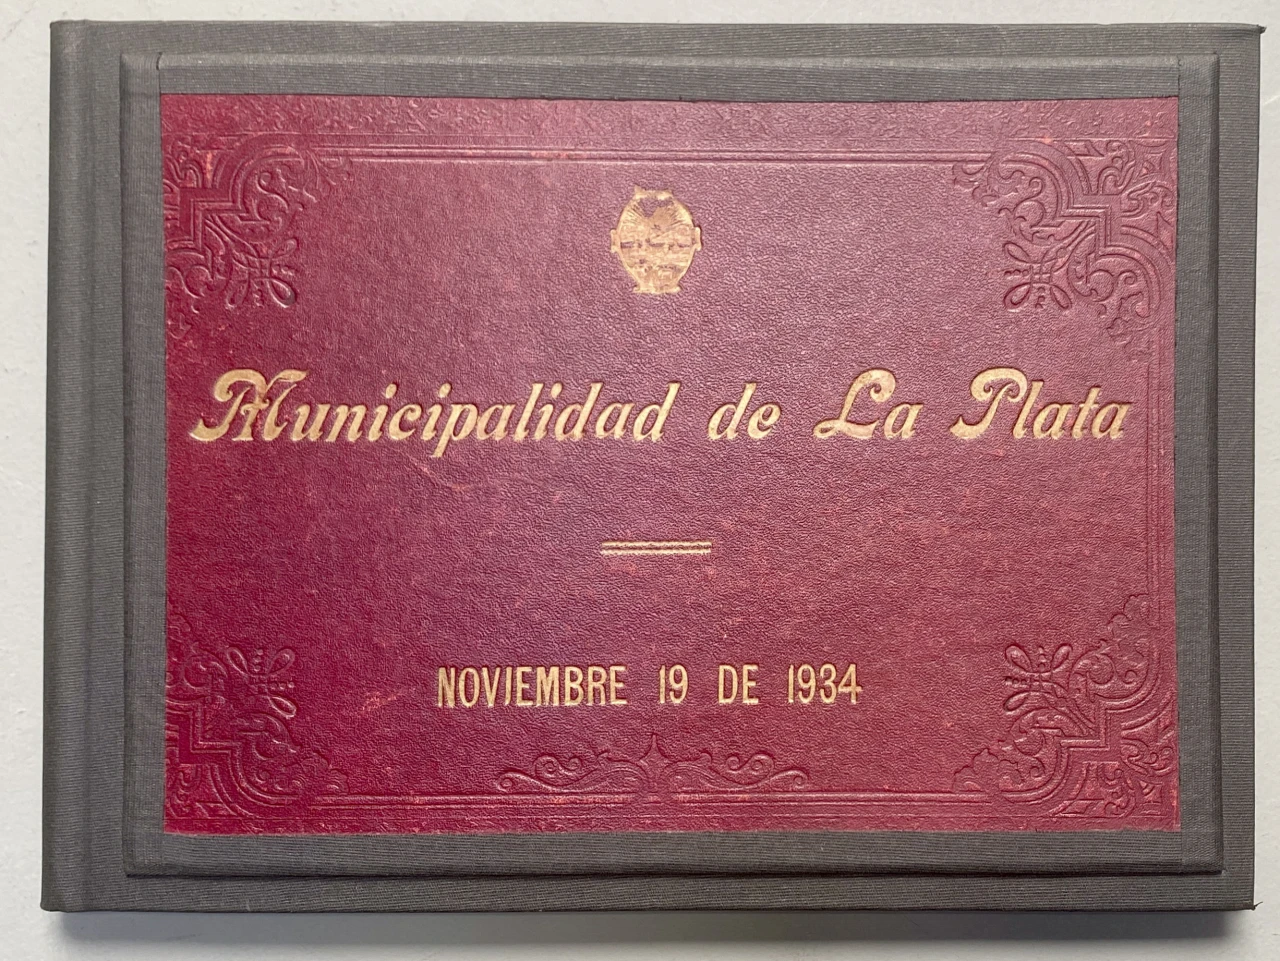 Municipalidad de La Plata
NOVIEMBRE 19 DE 1934